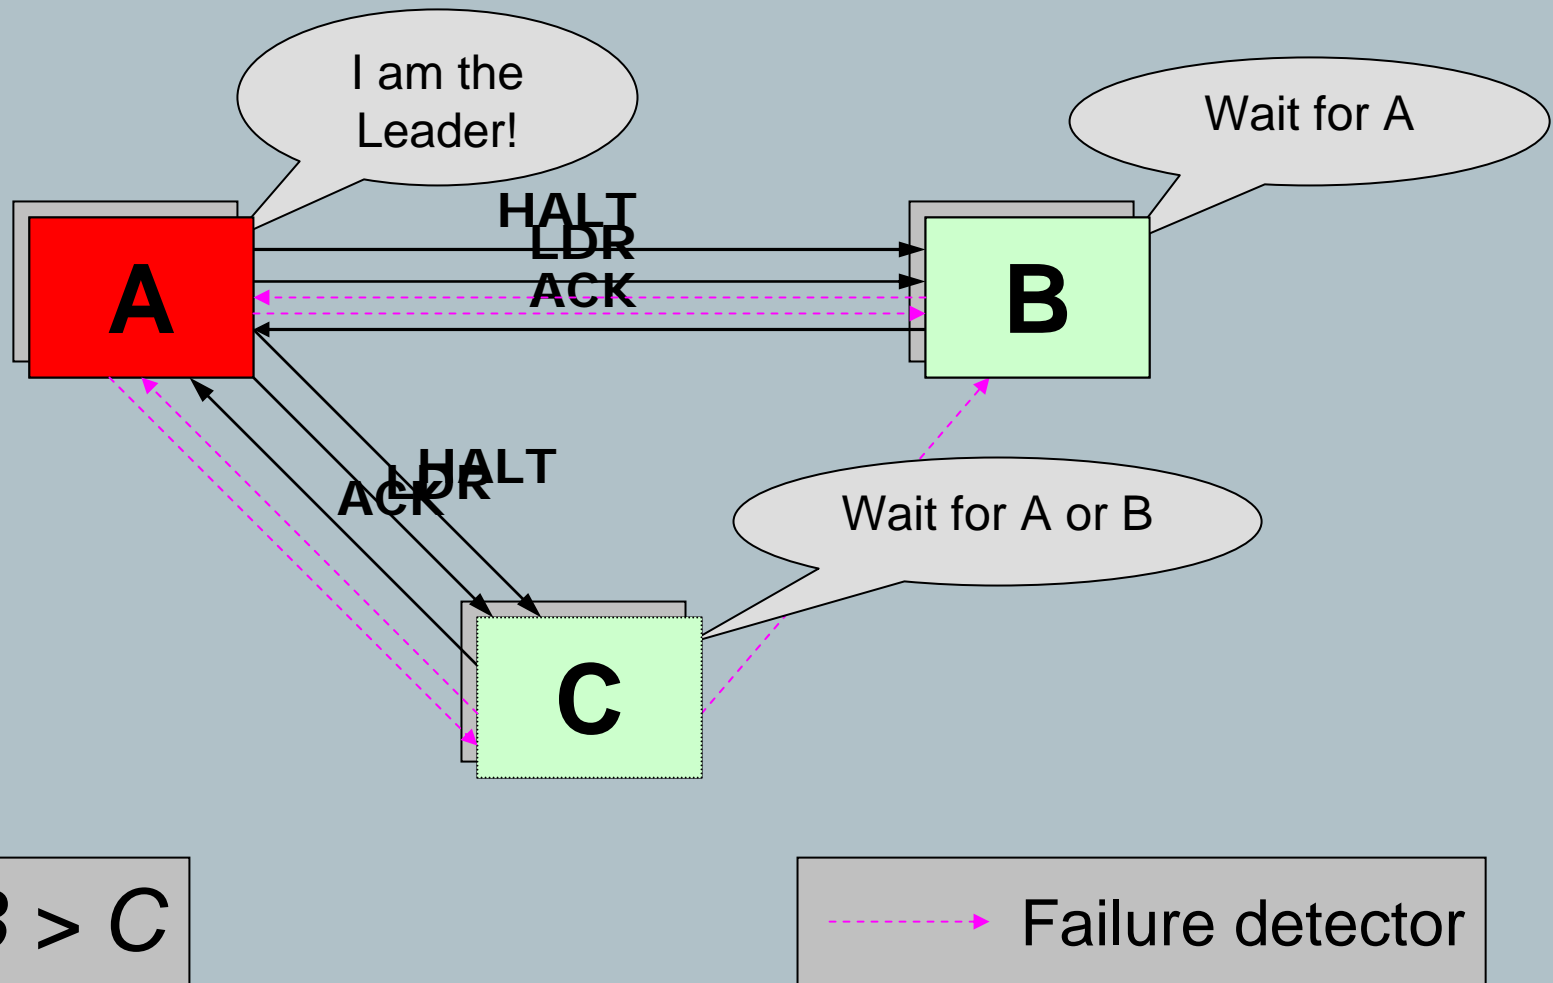 I am the
Leader!
Wait for A
HALT
LDR
ACK
A
B
HALT
LDR
ACK
Wait for A or B
C
B > C
Failure detector